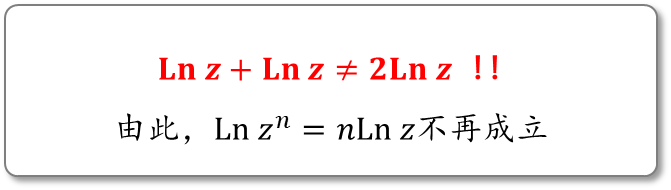 Ln z + Ln z ≠ 2Ln z !!
由此，Ln zⁿ = nLn z不再成立